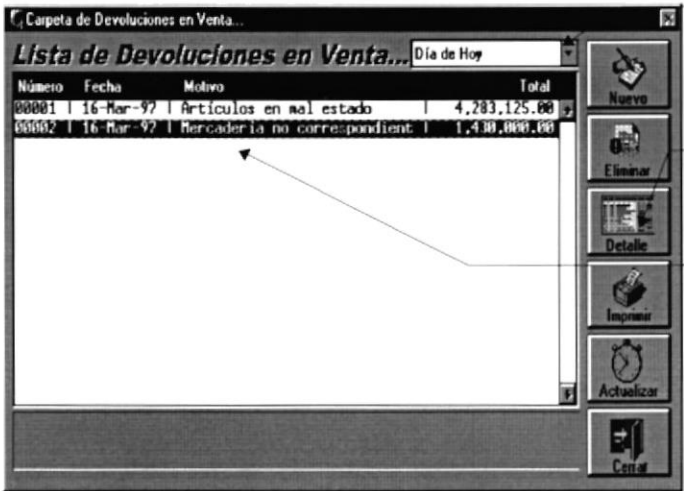 Carpeta de Devoluciones en Venta...
Lista de Devoluciones en Venta... Día de Hoy
Número Fecha Motivo Total
00001 | 16-Mar-97 | Artículos en mal estado | 4,283,125.00
00002 | 16-Mar-97 | Mercadería no correspondient | 1,430,000.00
Nuevo
Eliminar
Detalle
Imprimir
Actualizar
Cerrar